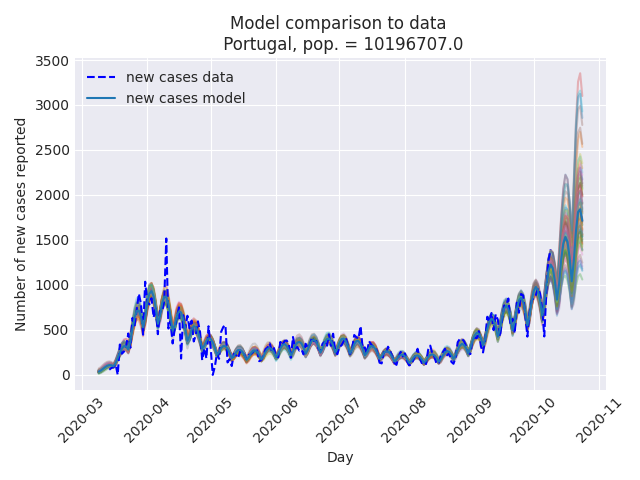 Model comparison to data
Portugal, pop. = 10196707.0
new cases data
new cases model
Number of new cases reported
3500
3000
2500
2000
1500
1000
500
0
2020-03
2020-04
2020-05
2020-06
2020-07
2020-08
2020-09
2020-10
2020-11
Day